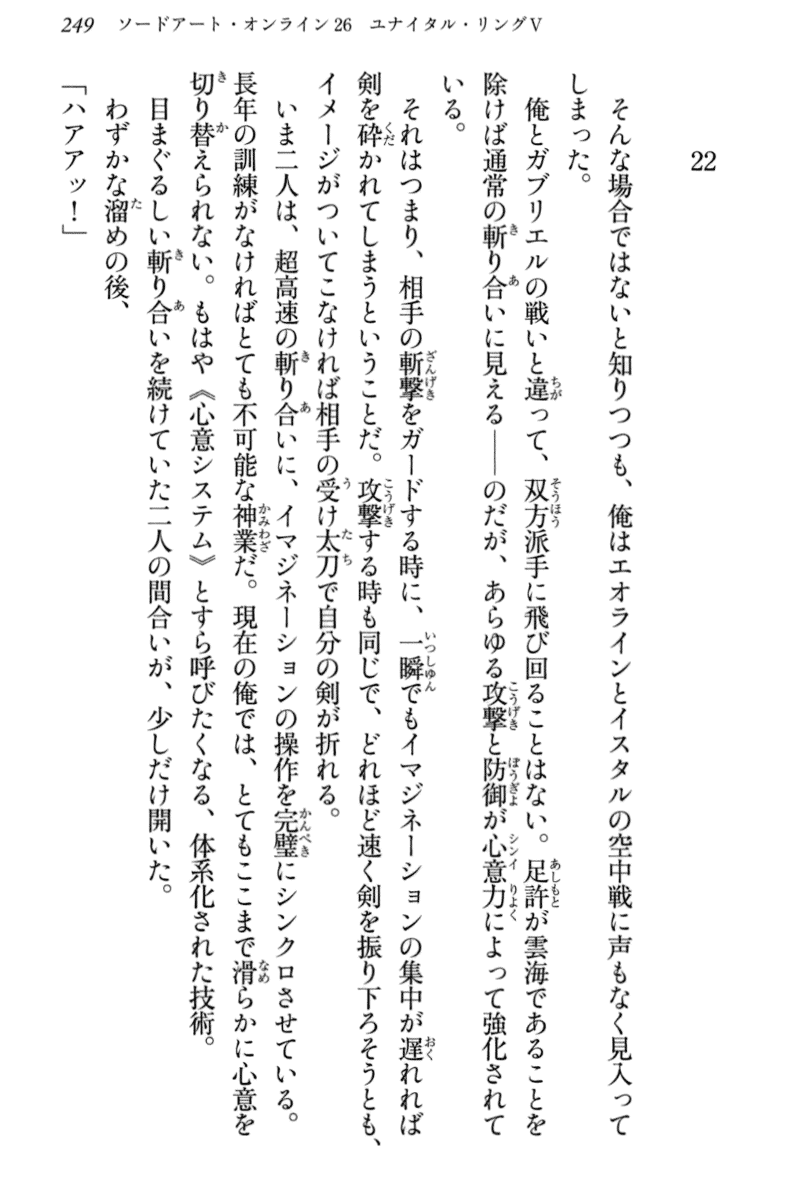 249 ソードアート・オンライン26 ユナイタル・リングⅤ
22
そんな場合ではないと知りつつも、俺はエオラインとイスタルの空中戦に声もなく見入って
しまった。
俺とガブリエルの戦いと違って、双方派手に飛び回ることはない。足許が雲海であることを
除けば通常の斬り合いに見える――のだが、あらゆる攻撃と防御が心意力によって強化されて
いる。
それはつまり、相手の斬撃をガードする時に、一瞬でもイマジネーションの集中が遅れれば
剣を砕かれてしまうということだ。攻撃する時も同じで、どれほど速く剣を振り下ろそうとも、
イメージがついてこなければ相手の受け太刀で自分の剣が折れる。
いま二人は、超高速の斬り合いに、イマジネーションの操作を完璧にシンクロさせている。
長年の訓練がなければとても不可能な神業だ。現在の俺では、とてもここまで滑らかに心意を
切り替えられない。もはや《心意システム》とすら呼びたくなる、体系化された技術。
目まぐるしい斬り合いを続けていた二人の間合いが、少しだけ開いた。
わずかな溜めの後、
「ハアアッ！」